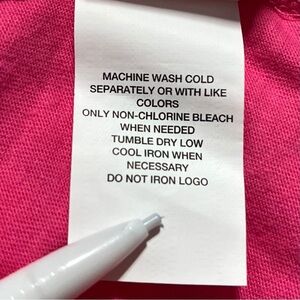 MACHINE WASH COLD
SEPARATELY OR WITH LIKE
COLORS
ONLY NON-CHLORINE BLEACH
WHEN NEEDED
TUMBLE DRY LOW
COOL IRON WHEN
NECESSARY
DO NOT IRON LOGO